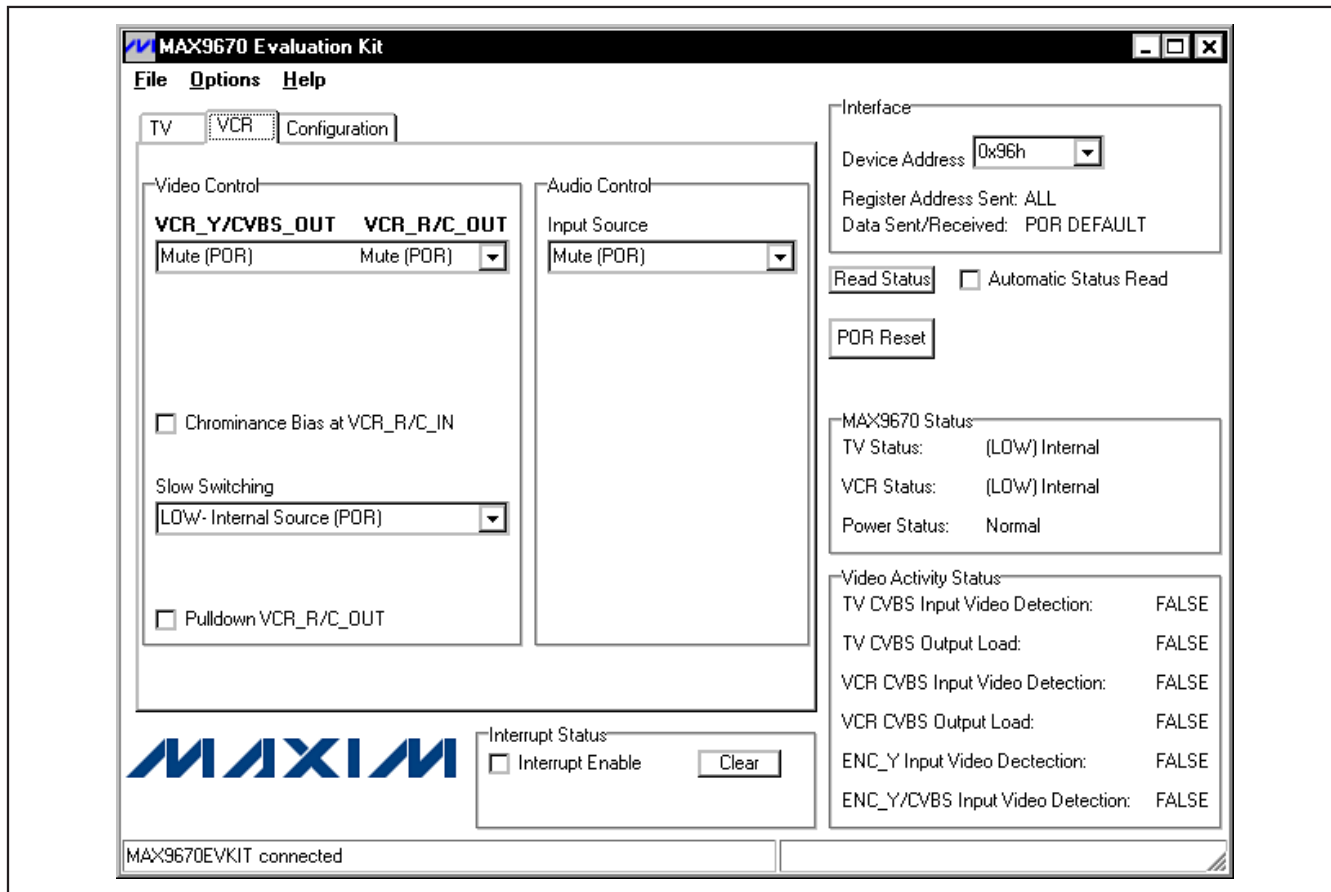 MAX9670 Evaluation Kit
File Options Help
TV VCR Configuration
Video Control
VCR_Y/CVBS_OUT VCR_R/C_OUT
Mute (POR) Mute (POR)
Chrominance Bias at VCR_R/C_IN
Slow Switching
LOW- Internal Source (POR)
Pulldown VCR_R/C_OUT
Audio Control
Input Source
Mute (POR)
Interface
Device Address 0x96h
Register Address Sent: ALL
Data Sent/Received: POR DEFAULT
Read Status Automatic Status Read
POR Reset
MAX9670 Status
TV Status: (LOW) Internal
VCR Status: (LOW) Internal
Power Status: Normal
Video Activity Status
TV CVBS Input Video Detection: FALSE
TV CVBS Output Load: FALSE
VCR CVBS Input Video Detection: FALSE
VCR CVBS Output Load: FALSE
ENC_Y Input Video Dectection: FALSE
ENC_Y/CVBS Input Video Detection: FALSE
MAXIM
Interrupt Status
Interrupt Enable Clear
MAX9670EVKIT connected